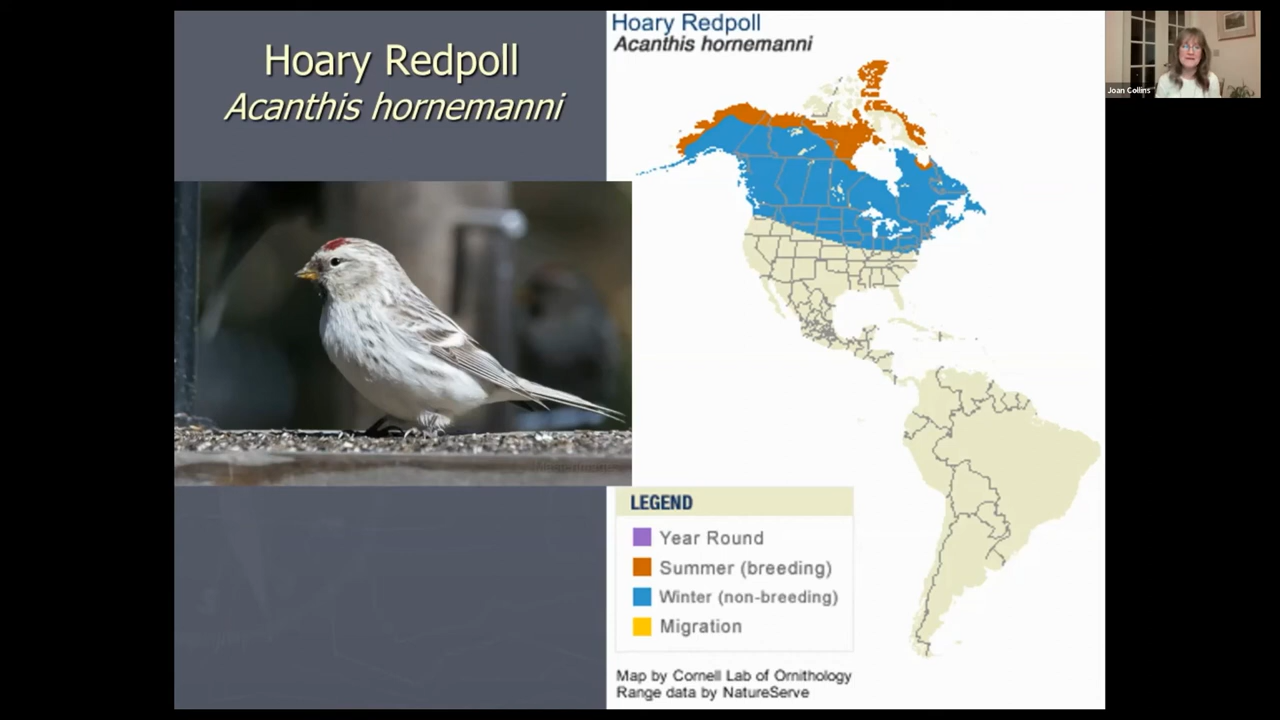 Hoary Redpoll
Acanthis hornemanni
Hoary Redpoll
Acanthis hornemanni
Joan Collins
LEGEND
Year Round
Summer (breeding)
Winter (non-breeding)
Migration
Map by Cornell Lab of Ornithology
Range data by NatureServe